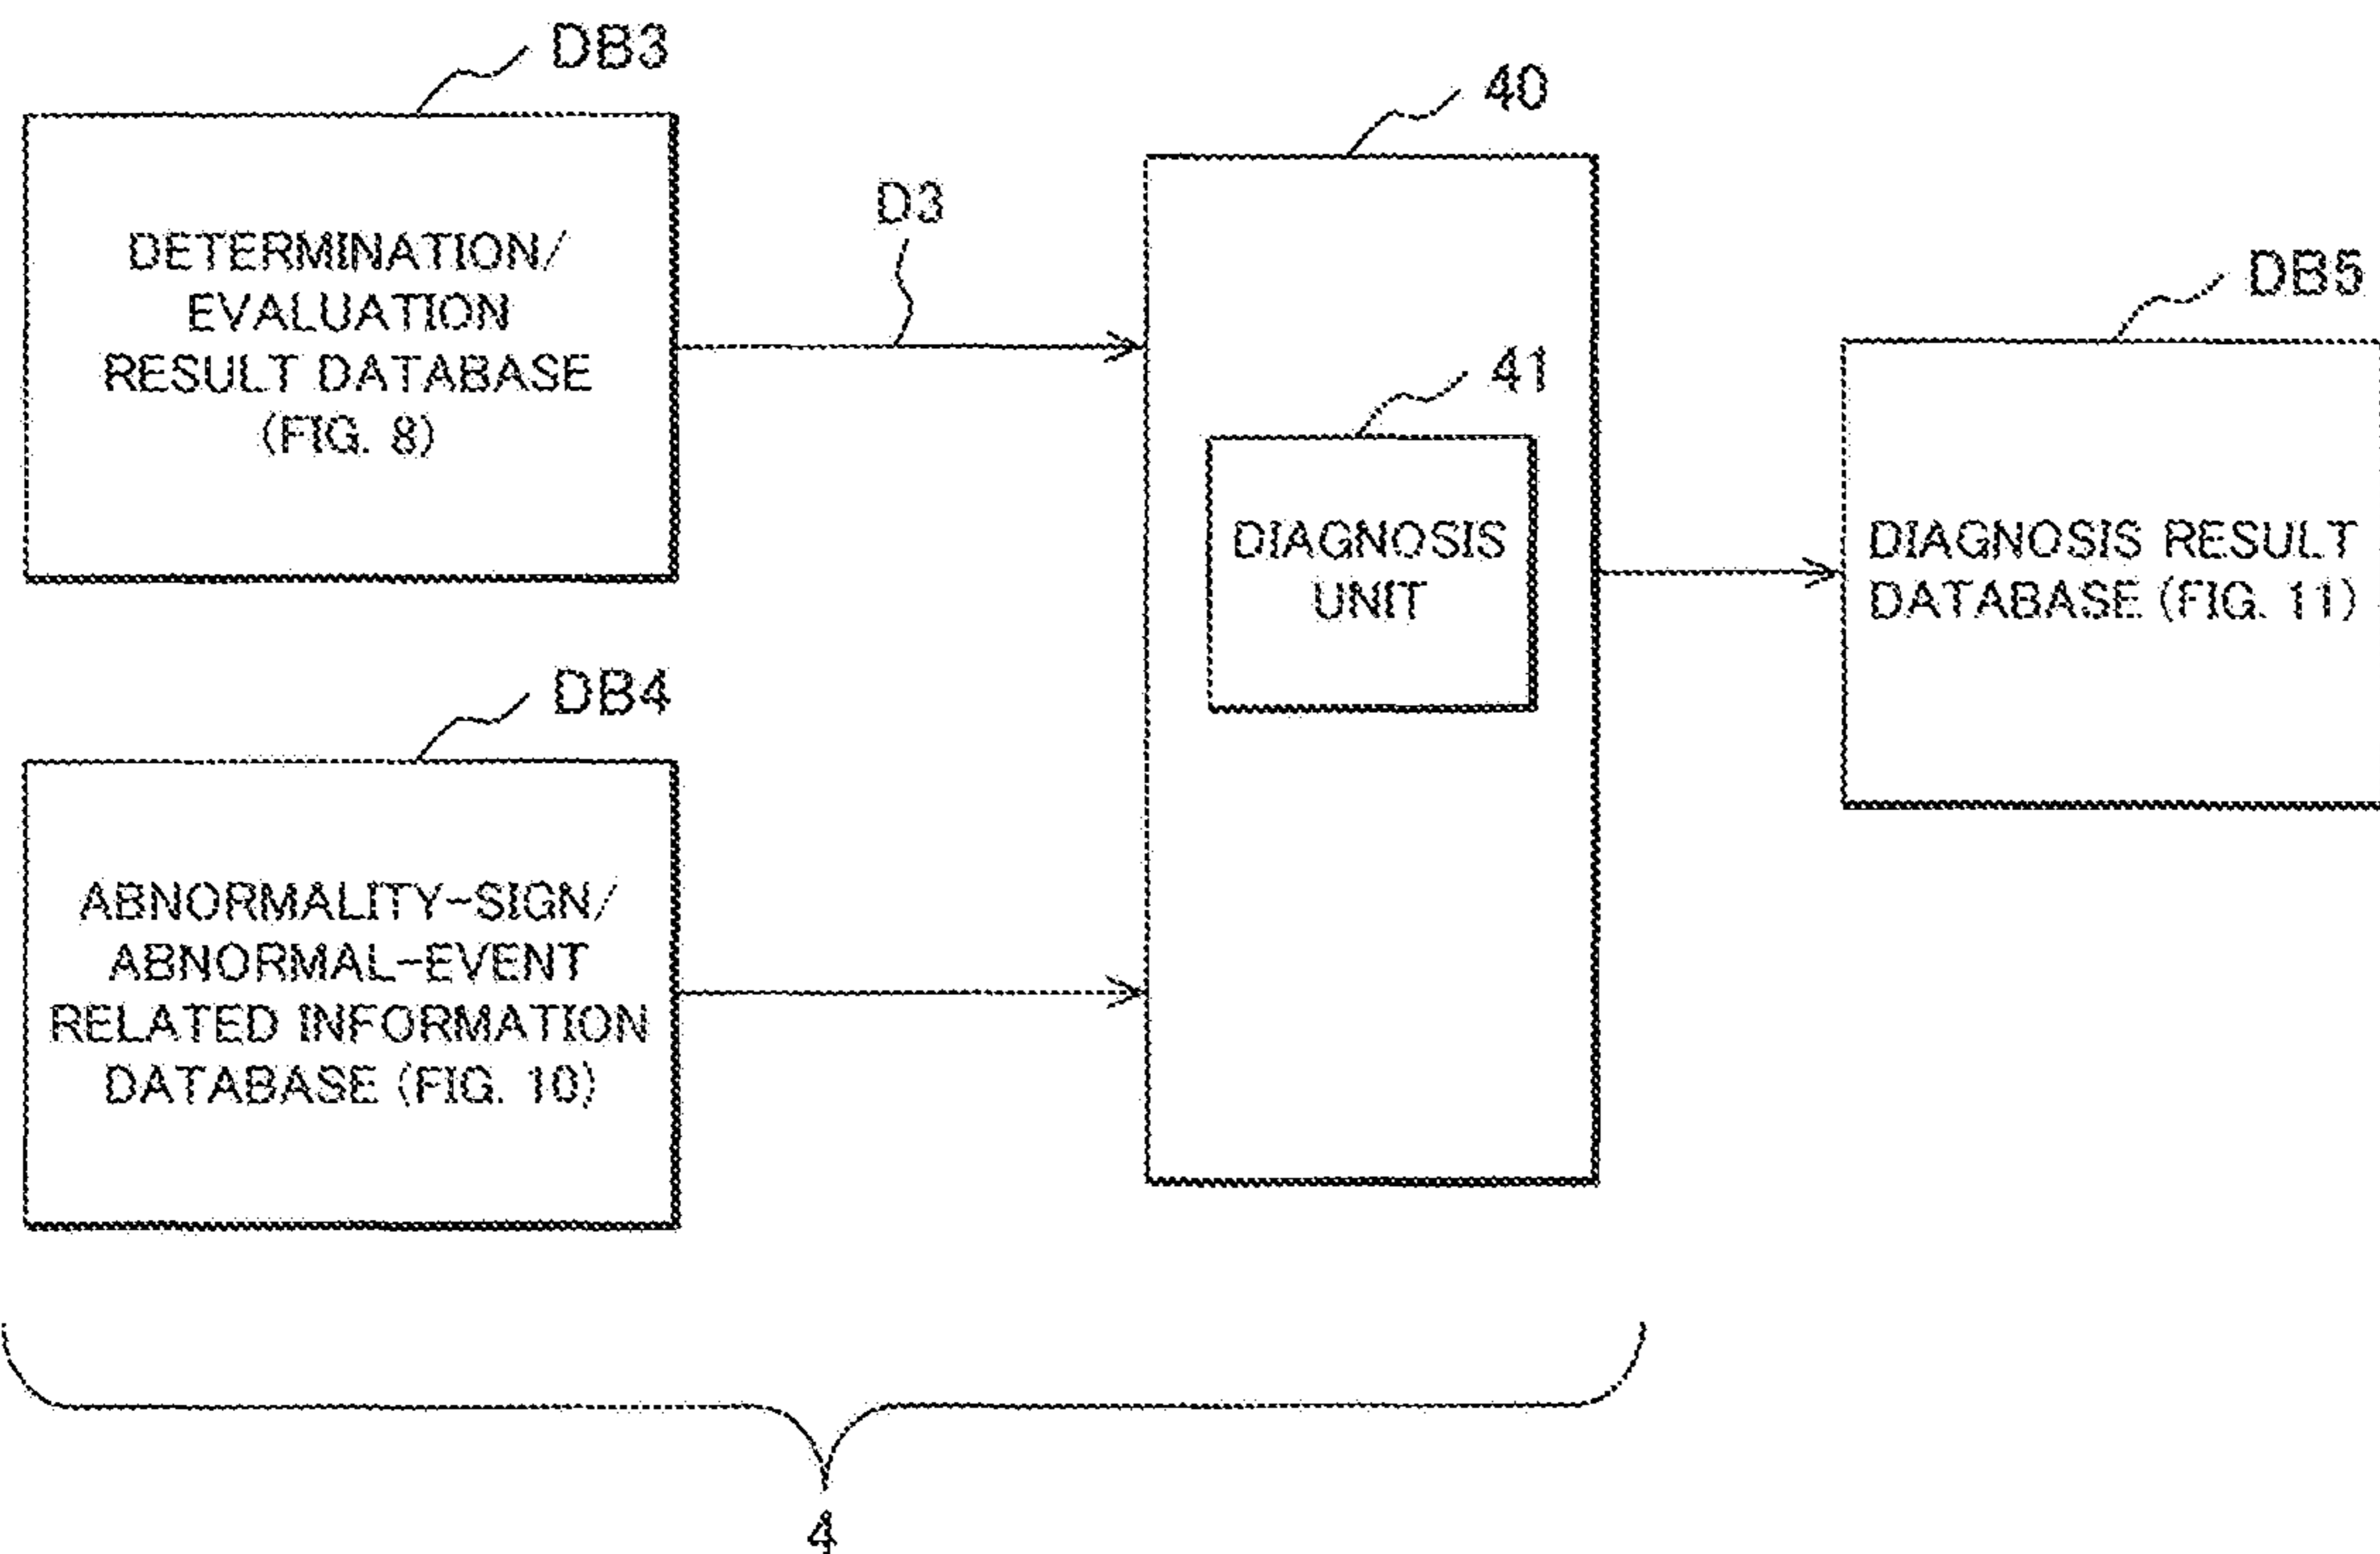 DB3
DETERMINATION/
EVALUATION
RESULT DATABASE
(FIG. 8)
D3
40
41
DIAGNOSIS
UNIT
DB5
DIAGNOSIS RESULT
DATABASE (FIG. 11)
DB4
ABNORMALITY-SIGN/
ABNORMAL-EVENT
RELATED INFORMATION
DATABASE (FIG. 10)
4